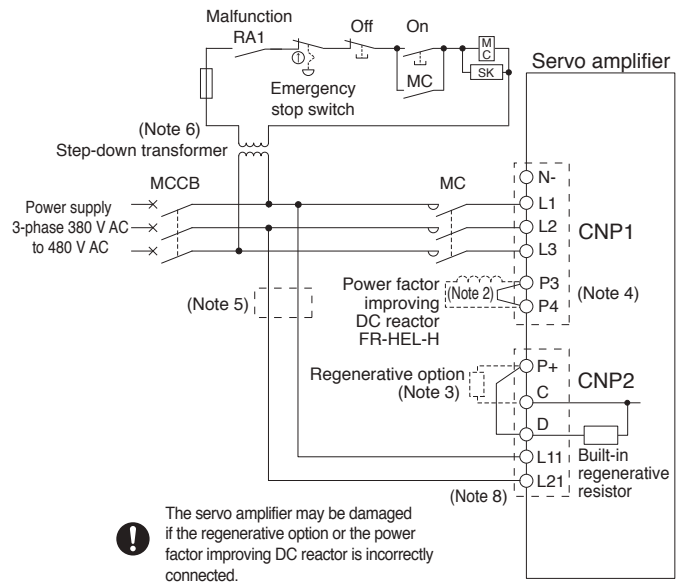 Malfunction
RA1
Off
On
MC
SK
Servo amplifier
MC
Emergency
stop switch
(Note 6)
Step-down transformer
MCCB
MC
N-
L1
L2
L3
CNP1
Power supply
3-phase 380 V AC
to 480 V AC
(Note 5)
Power factor
improving
DC reactor
FR-HEL-H
(Note 2)
P3
P4
(Note 4)
Regenerative option
(Note 3)
P+
C
D
CNP2
L11
L21
Built-in
regenerative
resistor
(Note 8)
The servo amplifier may be damaged
if the regenerative option or the power
factor improving DC reactor is incorrectly
connected.